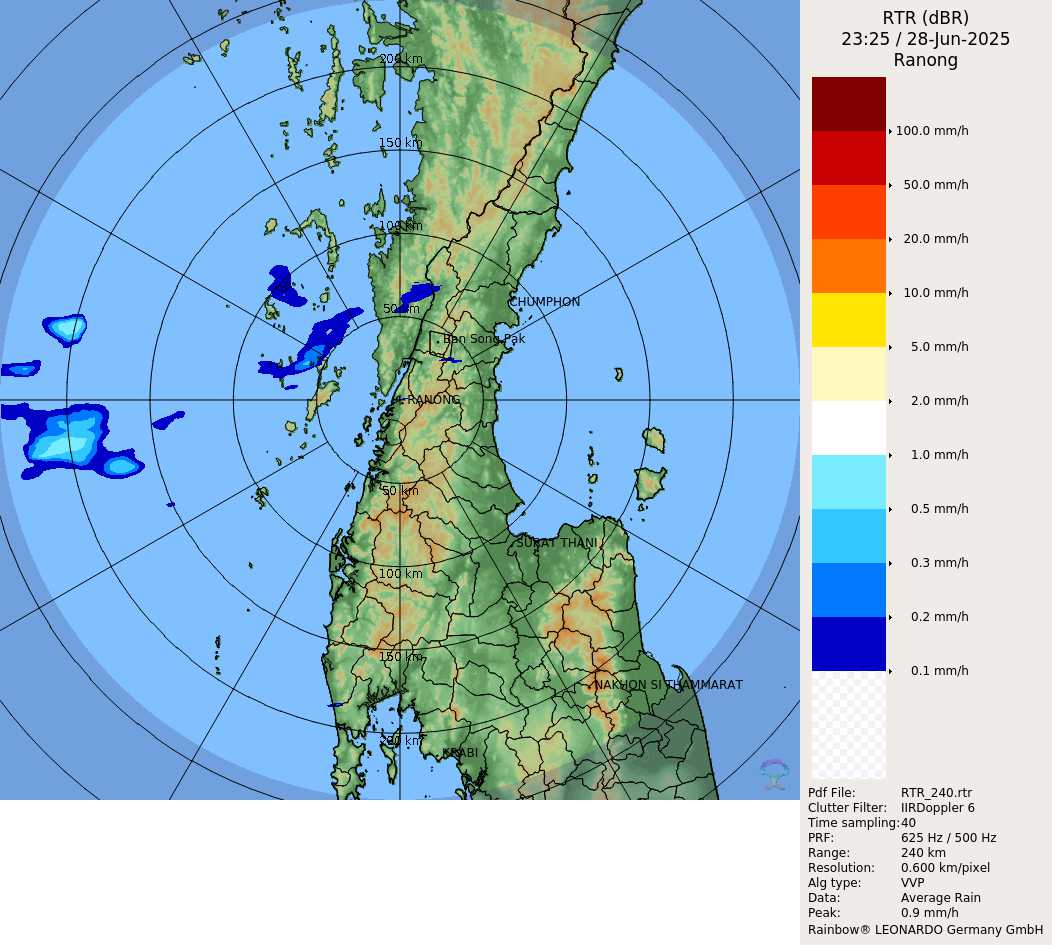 RTR (dBR)
23:25 / 28-Jun-2025
Ranong
100.0 mm/h
50.0 mm/h
20.0 mm/h
10.0 mm/h
5.0 mm/h
2.0 mm/h
1.0 mm/h
0.5 mm/h
0.3 mm/h
0.2 mm/h
0.1 mm/h
200 km
150 km
100 km
50 km
CHUMPHON
Ban Song Pak
RANONG
50 km
SURAT THANI
100 km
150 km
NAKHON SI THAMMARAT
200 km
KRABI
Pdf File: RTR_240.rtr
Clutter Filter: IIRDoppler 6
Time sampling:40
PRF: 625 Hz / 500 Hz
Range: 240 km
Resolution: 0.600 km/pixel
Alg type: VVP
Data: Average Rain
Peak: 0.9 mm/h
Rainbow® LEONARDO Germany GmbH